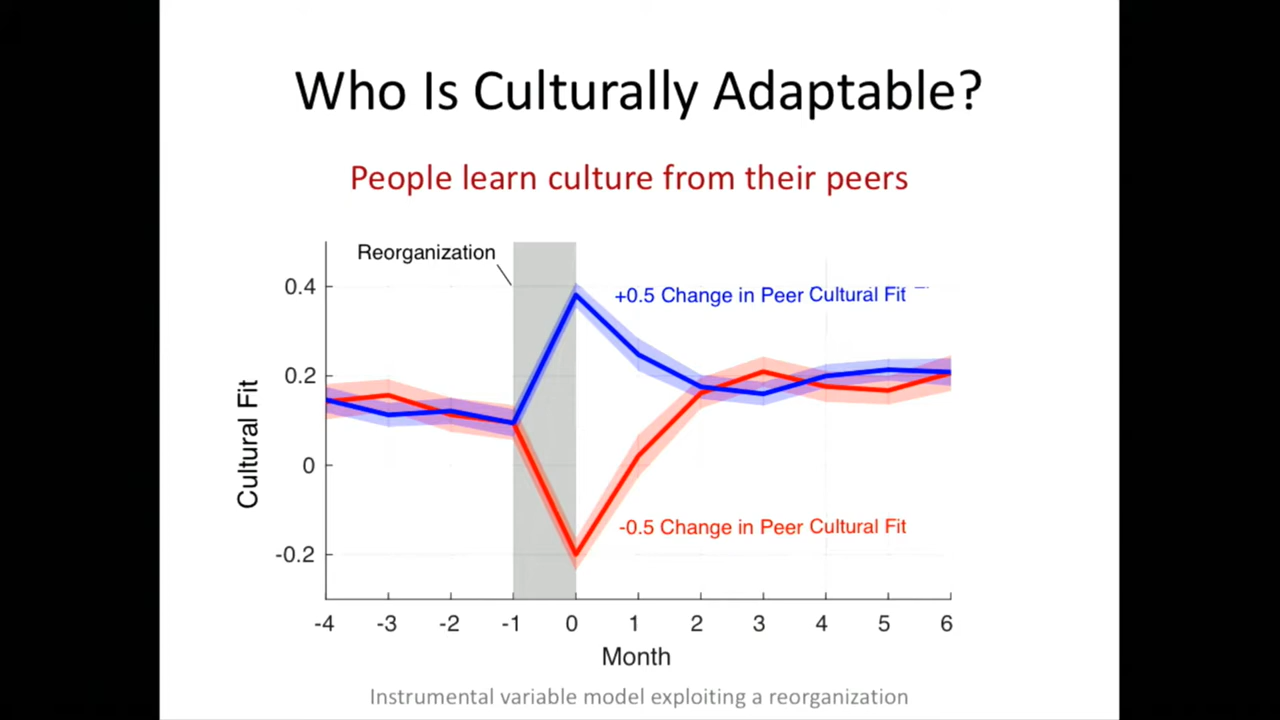 Who Is Culturally Adaptable?
People learn culture from their peers
Reorganization
+0.5 Change in Peer Cultural Fit
-0.5 Change in Peer Cultural Fit
Cultural Fit
0.4
0.2
0
-0.2
-4 -3 -2 -1 0 1 2 3 4 5 6
Month
Instrumental variable model exploiting a reorganization